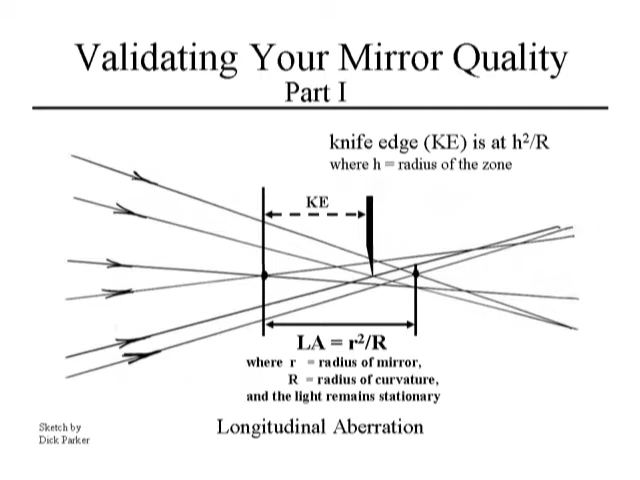 Validating Your Mirror Quality
Part I
knife edge (KE) is at h²/R
where h = radius of the zone
KE
LA = r²/R
where r = radius of mirror,
R = radius of curvature,
and the light remains stationary
Longitudinal Aberration
Sketch by
Dick Parker